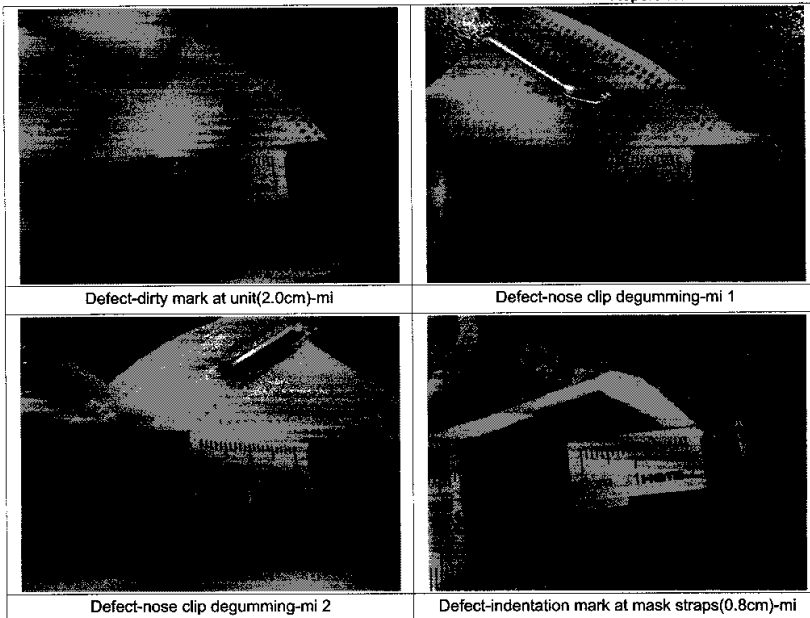 Defect-dirty mark at unit(2.0cm)-mi
Defect-nose clip degumming-mi 1
Defect-nose clip degumming-mi 2
Defect-indentation mark at mask straps(0.8cm)-mi